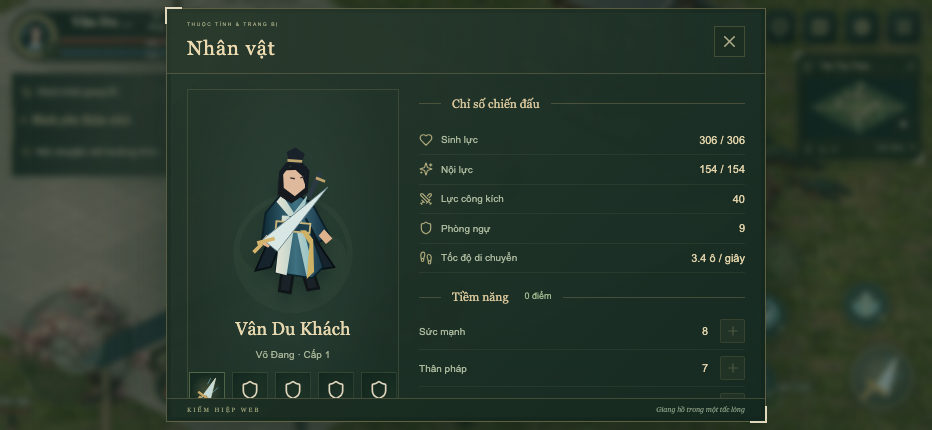 THUỘC TÍNH & TRANG BỊ
Nhân vật
Vân Du Khách
Võ Đang · Cấp 1
Chỉ số chiến đấu
Sinh lực 306 / 306
Nội lực 154 / 154
Lực công kích 40
Phòng ngự 9
Tốc độ di chuyển 3.4 ô / giây
Tiềm năng 0 điểm
Sức mạnh 8
Thân pháp 7
KIẾM HIỆP WEB
Giang hồ trong một tấc lòng